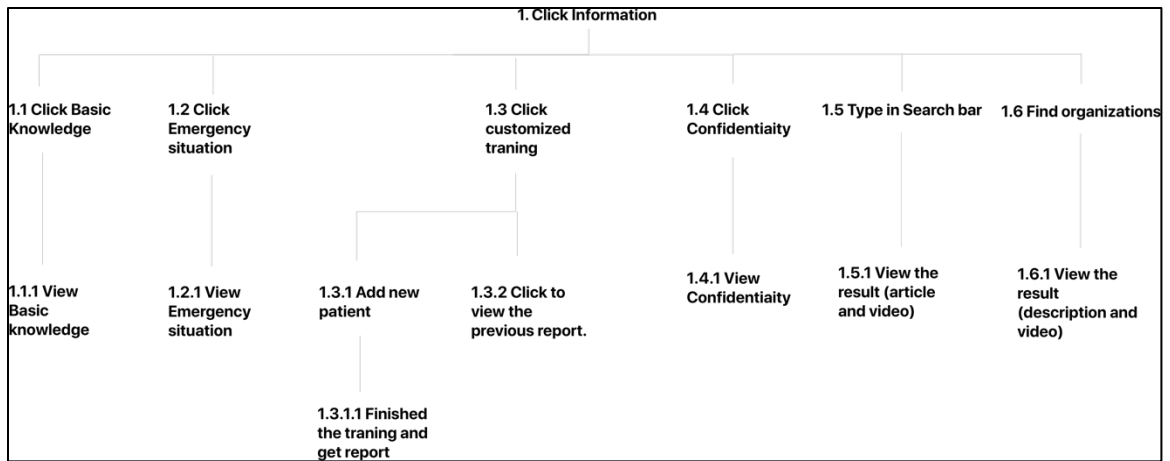 1. Click Information
1.1 Click Basic
Knowledge
1.2 Click
Emergency
situation
1.3 Click
customized
traning
1.4 Click
Confidentiaity
1.5 Type in Search bar
1.6 Find organizations
1.1.1 View
Basic
knowledge
1.2.1 View
Emergency
situation
1.3.1 Add new
patient
1.3.2 Click to
view the
previous report.
1.4.1 View
Confidentiaity
1.5.1 View the
result (article
and video)
1.6.1 View the
result
(description and
video)
1.3.1.1 Finished
the traning and
get report